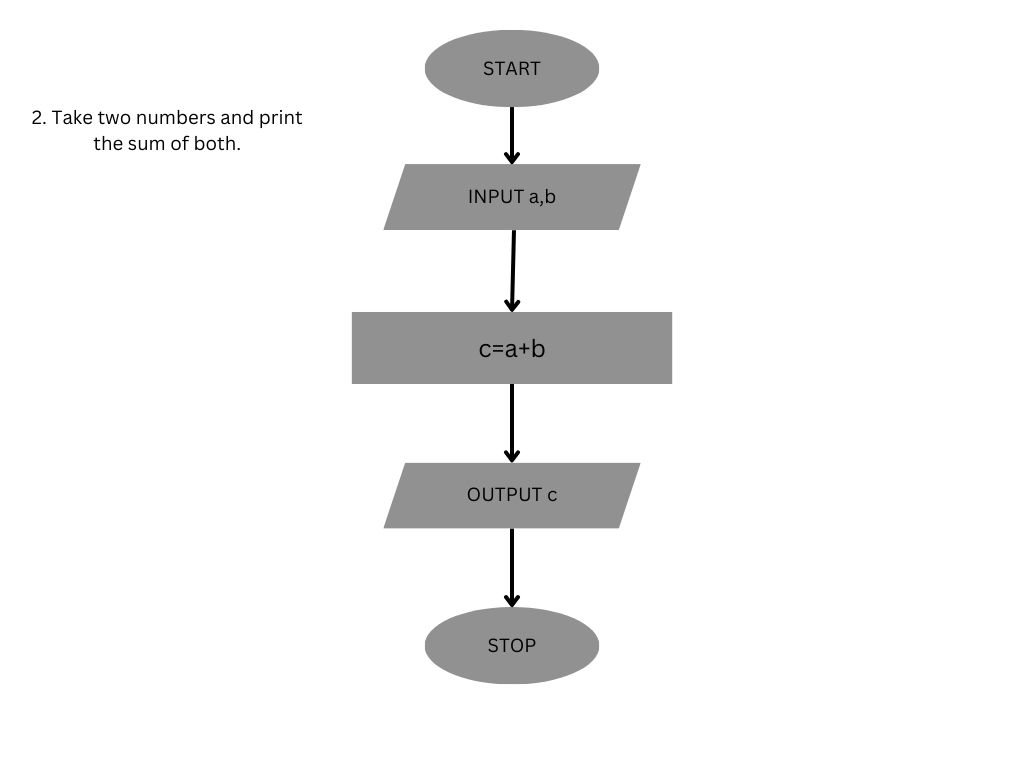 START
2. Take two numbers and print
the sum of both.
INPUT a,b
c=a+b
OUTPUT c
STOP